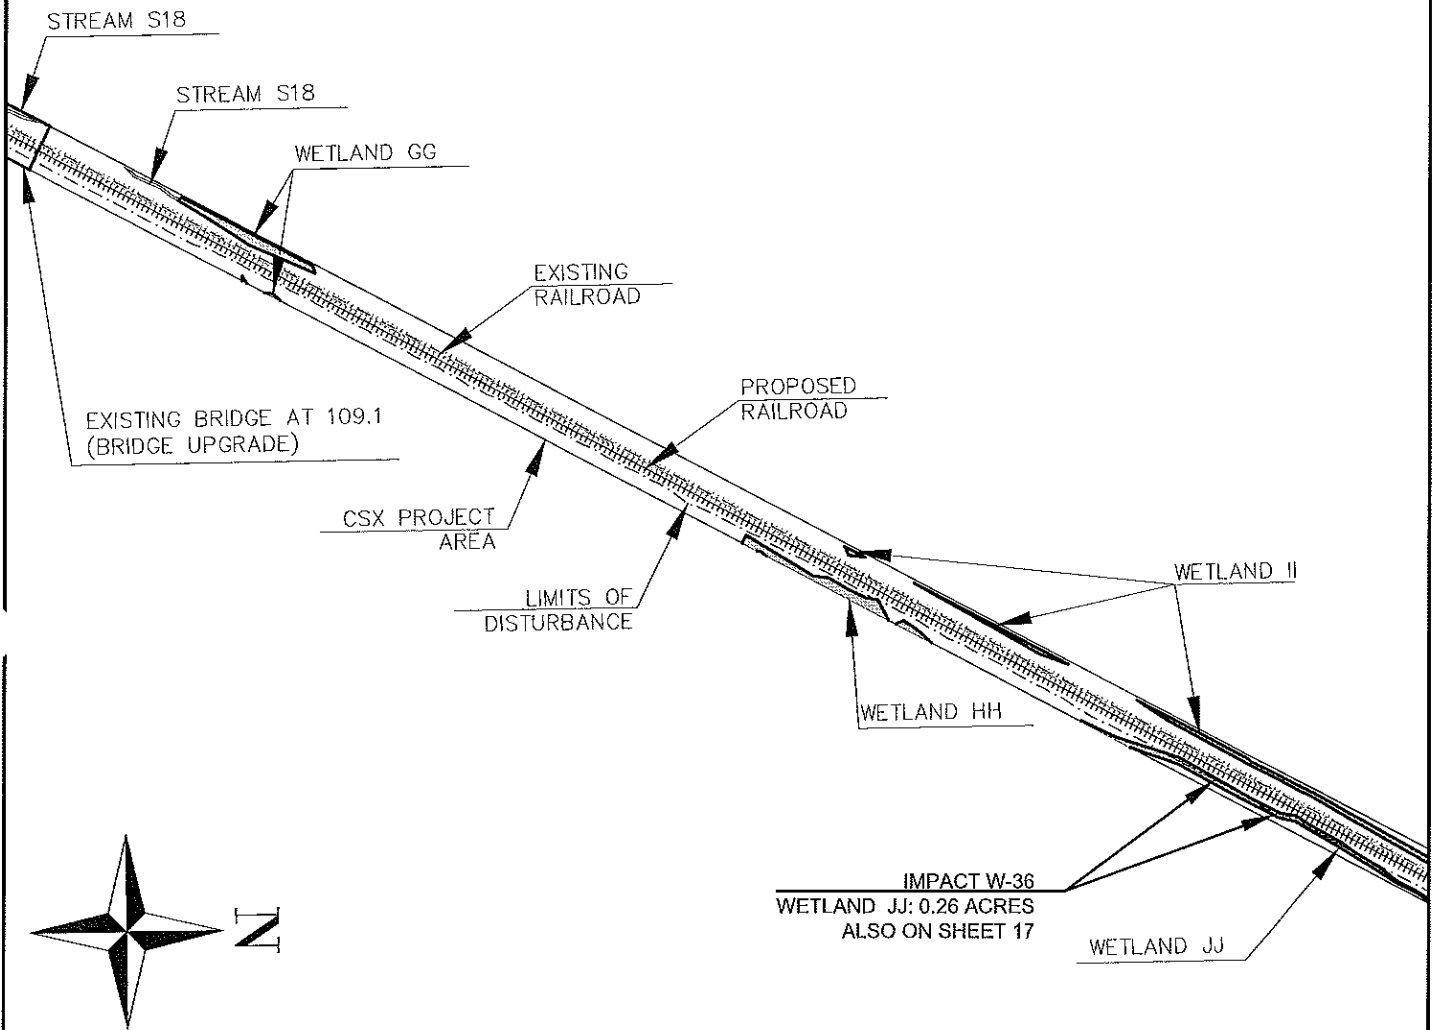 STREAM S18
STREAM S18
WETLAND GG
EXISTING
RAILROAD
PROPOSED
RAILROAD
EXISTING BRIDGE AT 109.1
(BRIDGE UPGRADE)
CSX PROJECT
AREA
LIMITS OF
DISTURBANCE
WETLAND II
WETLAND HH
IMPACT W-36
WETLAND JJ: 0.26 ACRES
ALSO ON SHEET 17
WETLAND JJ
N